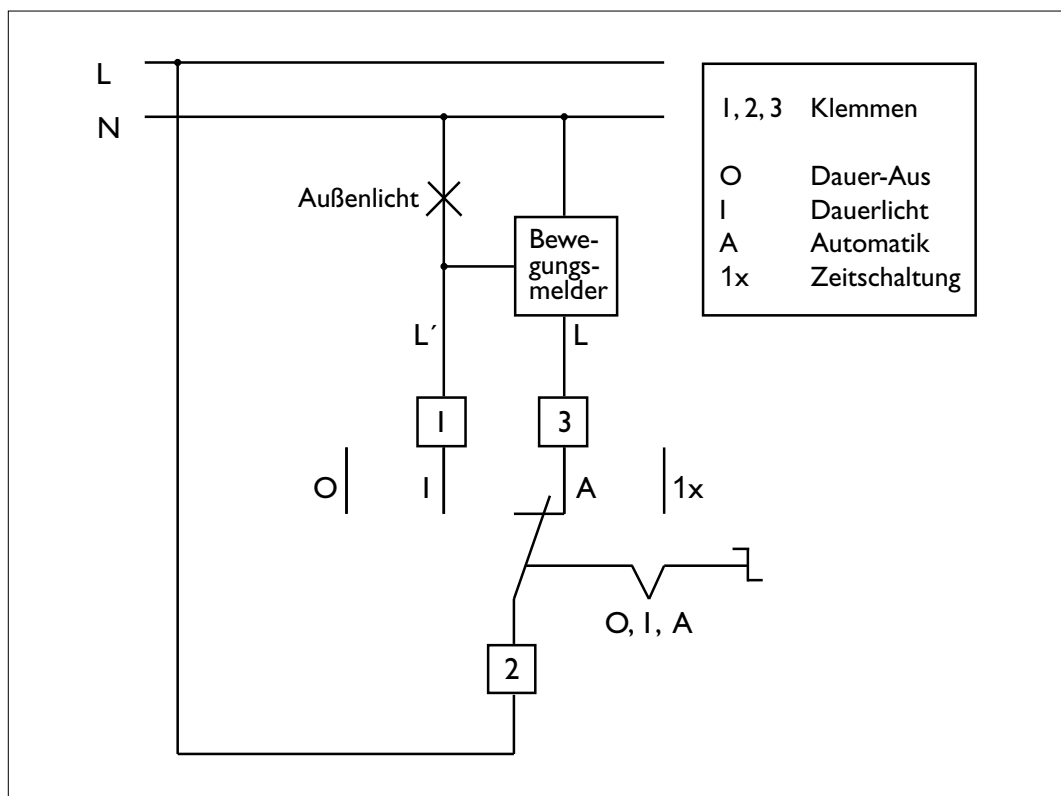 L
N
Außenlicht
Bewe-
gungs-
melder
L´
L
1
3
O
I
A
1x
O, I, A
2
1, 2, 3 Klemmen
O Dauer-Aus
I Dauerlicht
A Automatik
1x Zeitschaltung